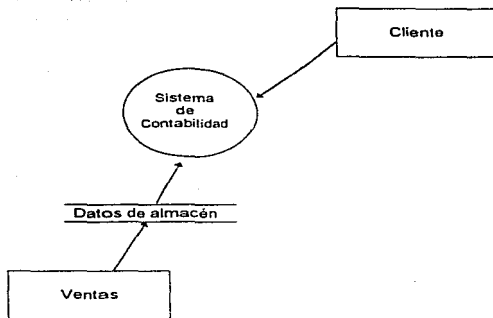 Cliente
Sistema
de
Contabilidad
Datos de almacén
Ventas